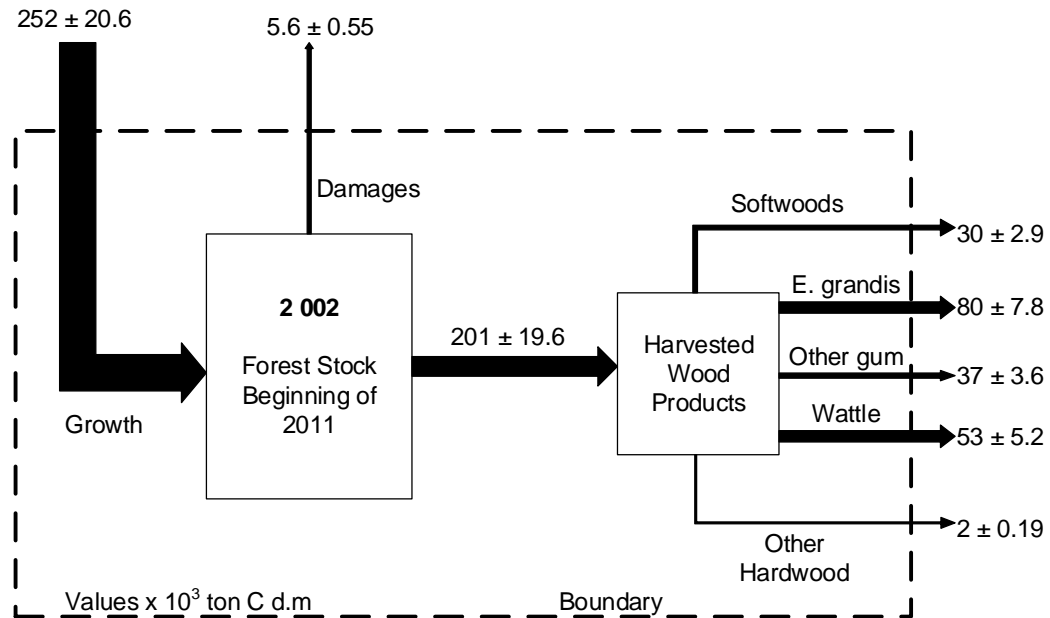 252 ± 20.6
5.6 ± 0.55
Damages
Softwoods
30 ± 2.9
2 002
E. grandis
80 ± 7.8
201 ± 19.6
Forest Stock
Beginning of
2011
Harvested
Wood
Products
Other gum
37 ± 3.6
Growth
Wattle
53 ± 5.2
Other
Hardwood
2 ± 0.19
Values x 10³ ton C d.m
Boundary